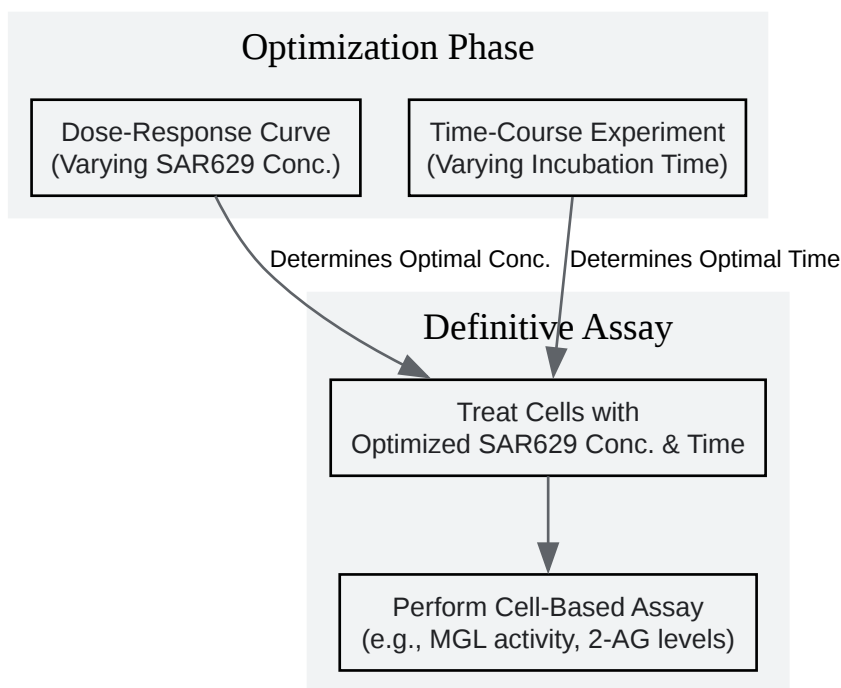 Optimization Phase
Dose-Response Curve
(Varying SAR629 Conc.)
Time-Course Experiment
(Varying Incubation Time)
Determines Optimal Conc.
Determines Optimal Time
Definitive Assay
Treat Cells with
Optimized SAR629 Conc. & Time
Perform Cell-Based Assay
(e.g., MGL activity, 2-AG levels)